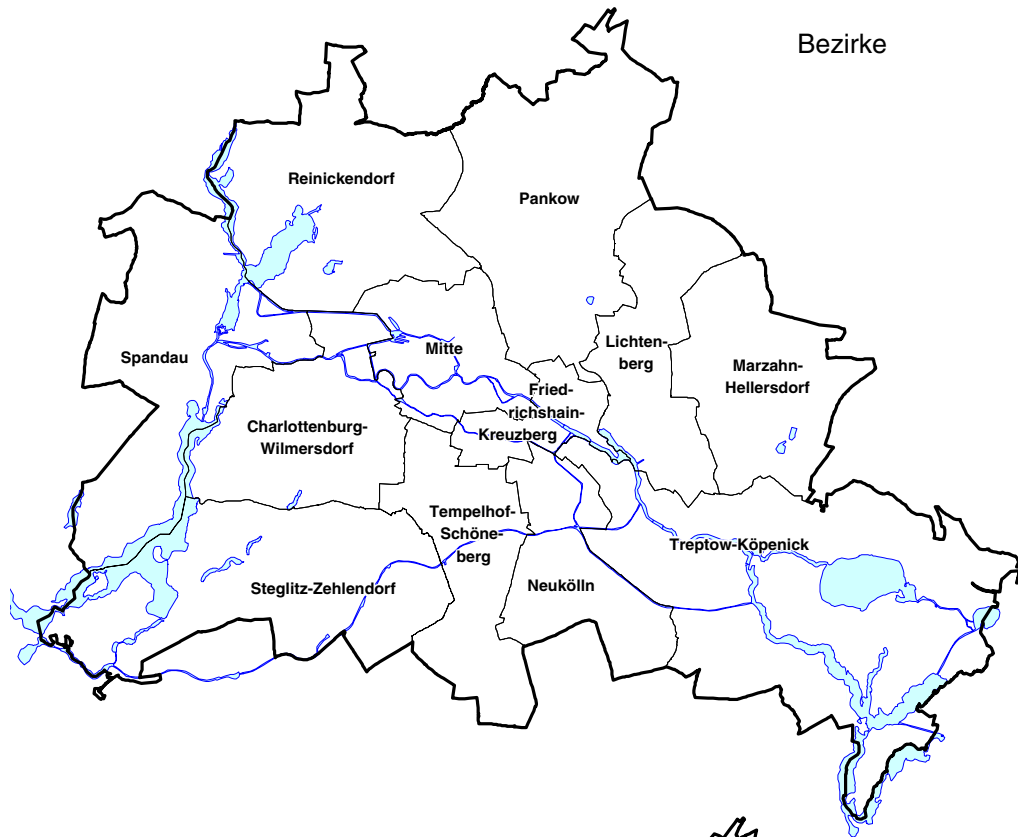 Bezirke
Reinickendorf
Pankow
Spandau
Mitte
Lichten-
berg
Marzahn-
Hellersdorf
Fried-
richshain-
Kreuzberg
Charlottenburg-
Wilmersdorf
Tempelhof-
Schöne-
berg
Treptow-Köpenick
Steglitz-Zehlendorf
Neukölln